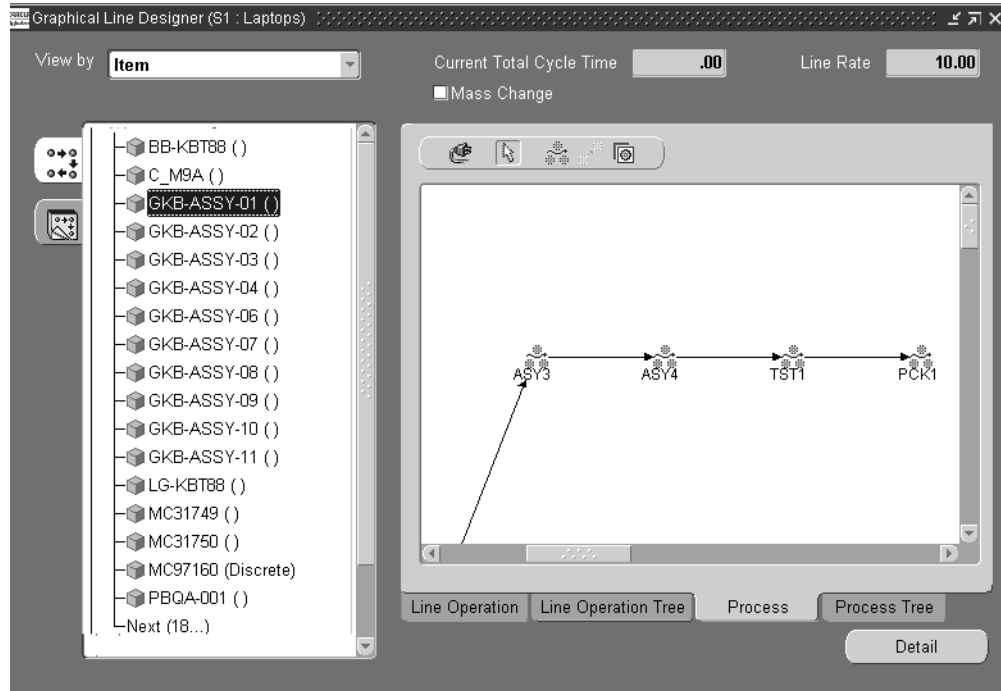 Graphical Line Designer (S1 : Laptops)
View by Item
Current Total Cycle Time .00 Line Rate 10.00
Mass Change
BB-KBT88 ( )
C_M9A ( )
GKB-ASSY-01 ( )
GKB-ASSY-02 ( )
GKB-ASSY-03 ( )
GKB-ASSY-04 ( )
GKB-ASSY-06 ( )
GKB-ASSY-07 ( )
GKB-ASSY-08 ( )
GKB-ASSY-09 ( )
GKB-ASSY-10 ( )
GKB-ASSY-11 ( )
LG-KBT88 ( )
MC31749 ( )
MC31750 ( )
MC97160 (Discrete)
PBQA-001 ( )
Next (18...)
ASY3 ASY4 TST1 PCK1
Line Operation Line Operation Tree Process Process Tree
Detail